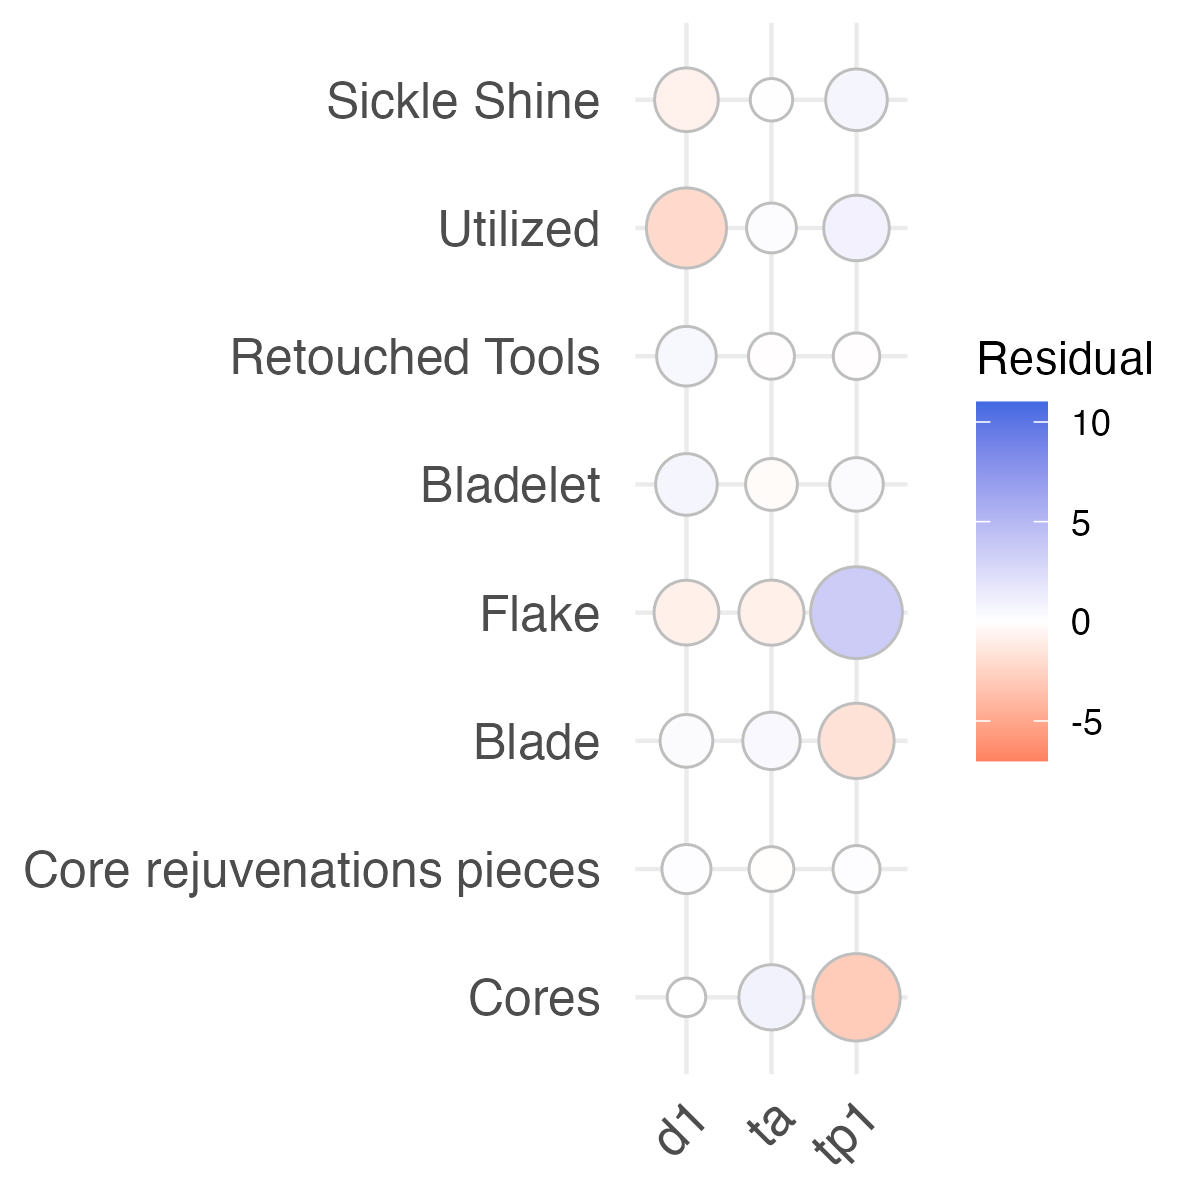 Sickle Shine
Utilized
Retouched Tools
Bladelet
Flake
Blade
Core rejuvenations pieces
Cores
d1
ta
tp1
Residual
10
5
0
-5